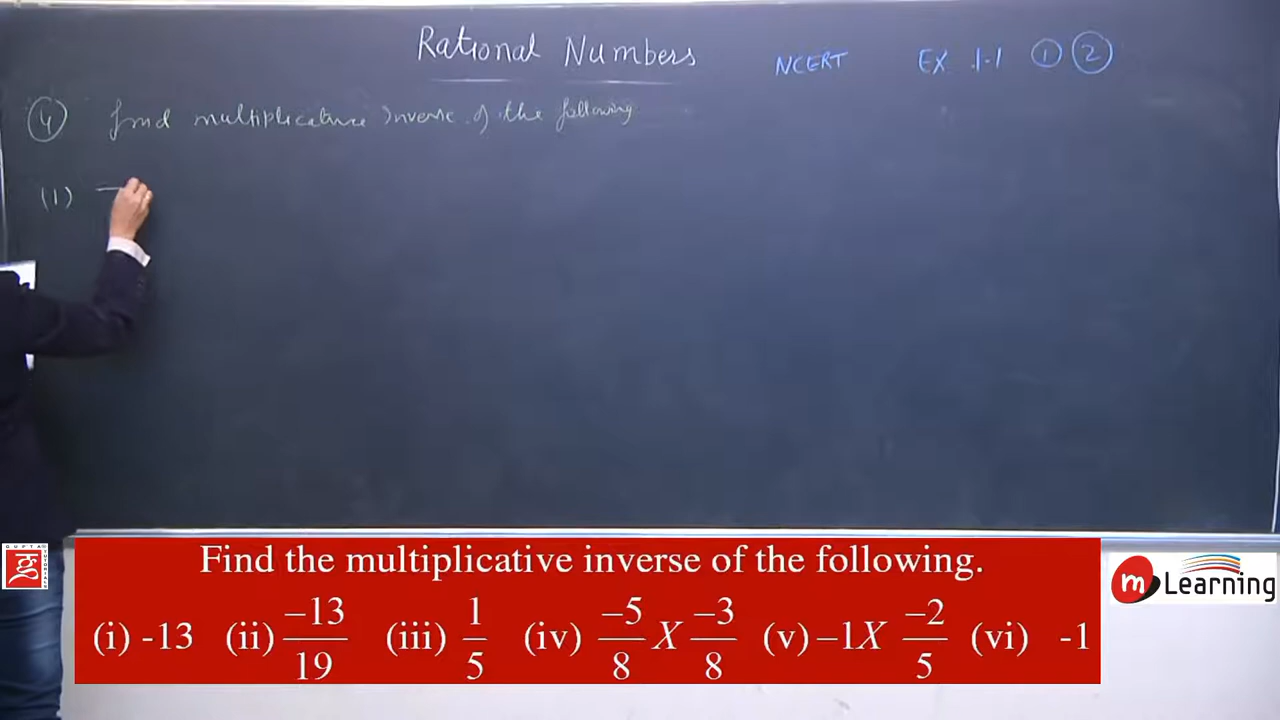 Rational Numbers NCERT EX 1.1 ① ②
④ find multiplicative inverse of the following
(1) —
GUPTA TUTORIALS
Find the multiplicative inverse of the following.
(i) -13 (ii) −13/19 (iii) 1/5 (iv) −5/8 X −3/8 (v) −1X −2/5 (vi) -1
m Learning